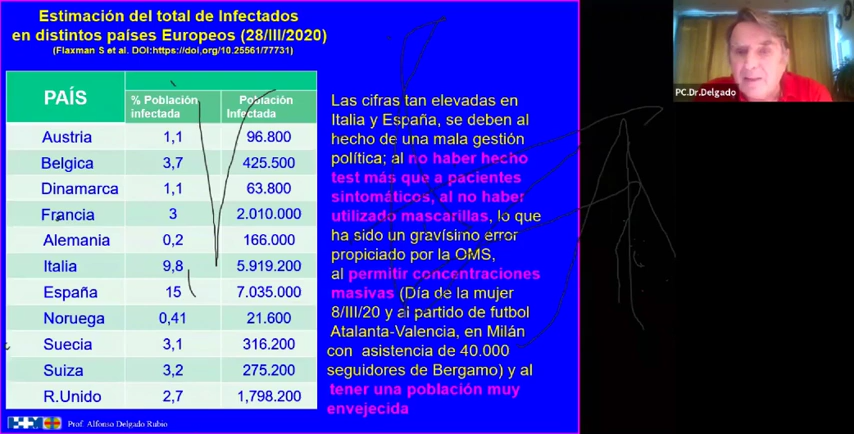 Estimación del total de Infectados
en distintos países Europeos (28/III/2020)
(Flaxman S et al. DOI:https://doi,org/10.25561/77731)
PAÍS
% Población infectada
Población Infectada
Austria 1,1 96.800
Belgica 3,7 425.500
Dinamarca 1,1 63.800
Francia 3 2.010.000
Alemania 0,2 166.000
Italia 9,8 5.919.200
España 15 7.035.000
Noruega 0,41 21.600
Suecia 3,1 316.200
Suiza 3,2 275.200
R.Unido 2,7 1,798.200
Las cifras tan elevadas en
Italia y España, se deben al
hecho de una mala gestión
política; al no haber hecho
test más que a pacientes
sintomáticos, al no haber
utilizado mascarillas, lo que
ha sido un gravísimo error
propiciado por la OMS,
al permitir concentraciones
masivas (Día de la mujer
8/III/20 y al partido de futbol
Atalanta-Valencia, en Milán
con asistencia de 40.000
seguidores de Bergamo) y al
tener una población muy
envejecida
Prof. Alfonso Delgado Rubio
PC.Dr.Delgado